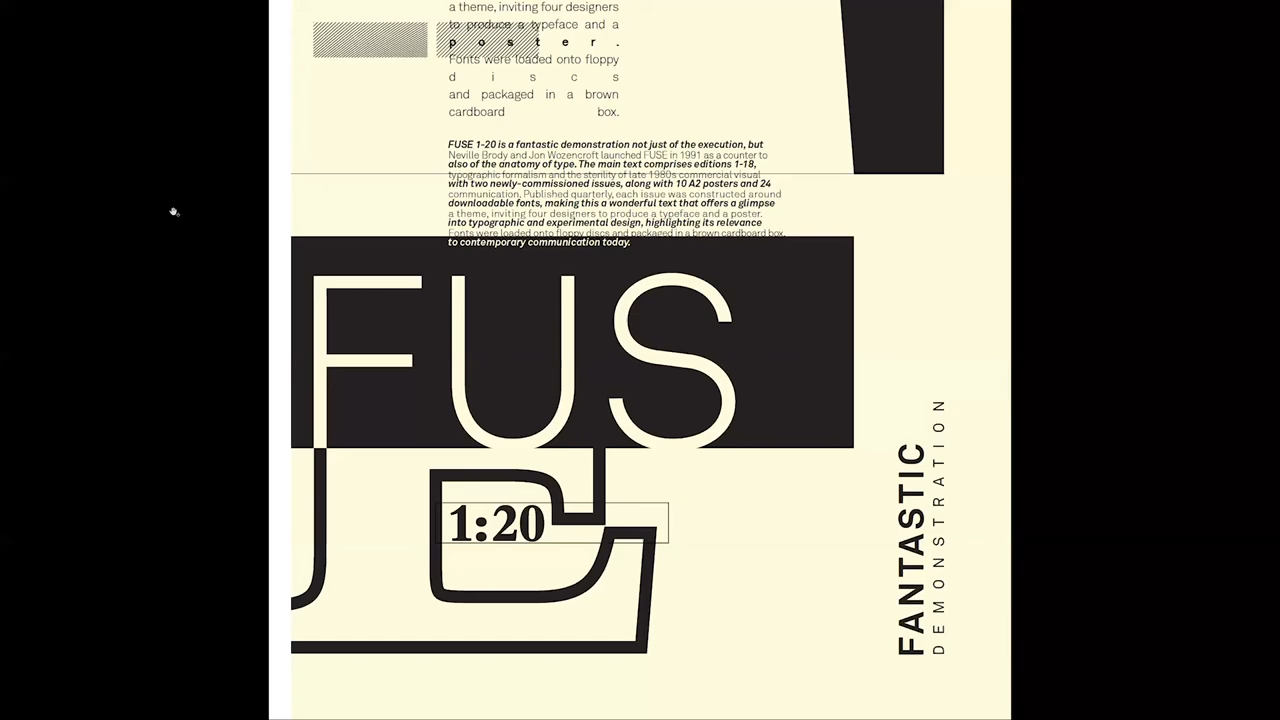 a theme, inviting four designers
to produce a typeface and a
poster.
Fonts were loaded onto floppy
discs
and packaged in a brown
cardboard box.
FUSE 1-20 is a fantastic demonstration not just of the execution, but
Neville Brody and Jon Wozencroft launched FUSE in 1991 as a counter to
also of the anatomy of type. The main text comprises editions 1-18,
typographic formalism and the sterility of late 1980s commercial visual
with two newly-commissioned issues, along with 10 A2 posters and 24
communication. Published quarterly, each issue was constructed around
downloadable fonts, making this a wonderful text that offers a glimpse
a theme, inviting four designers to produce a typeface and a poster.
into typographic and experimental design, highlighting its relevance
Fonts were loaded onto floppy discs and packaged in a brown cardboard box.
to contemporary communication today.
FUS
1:20
FANTASTIC
DEMONSTRATION